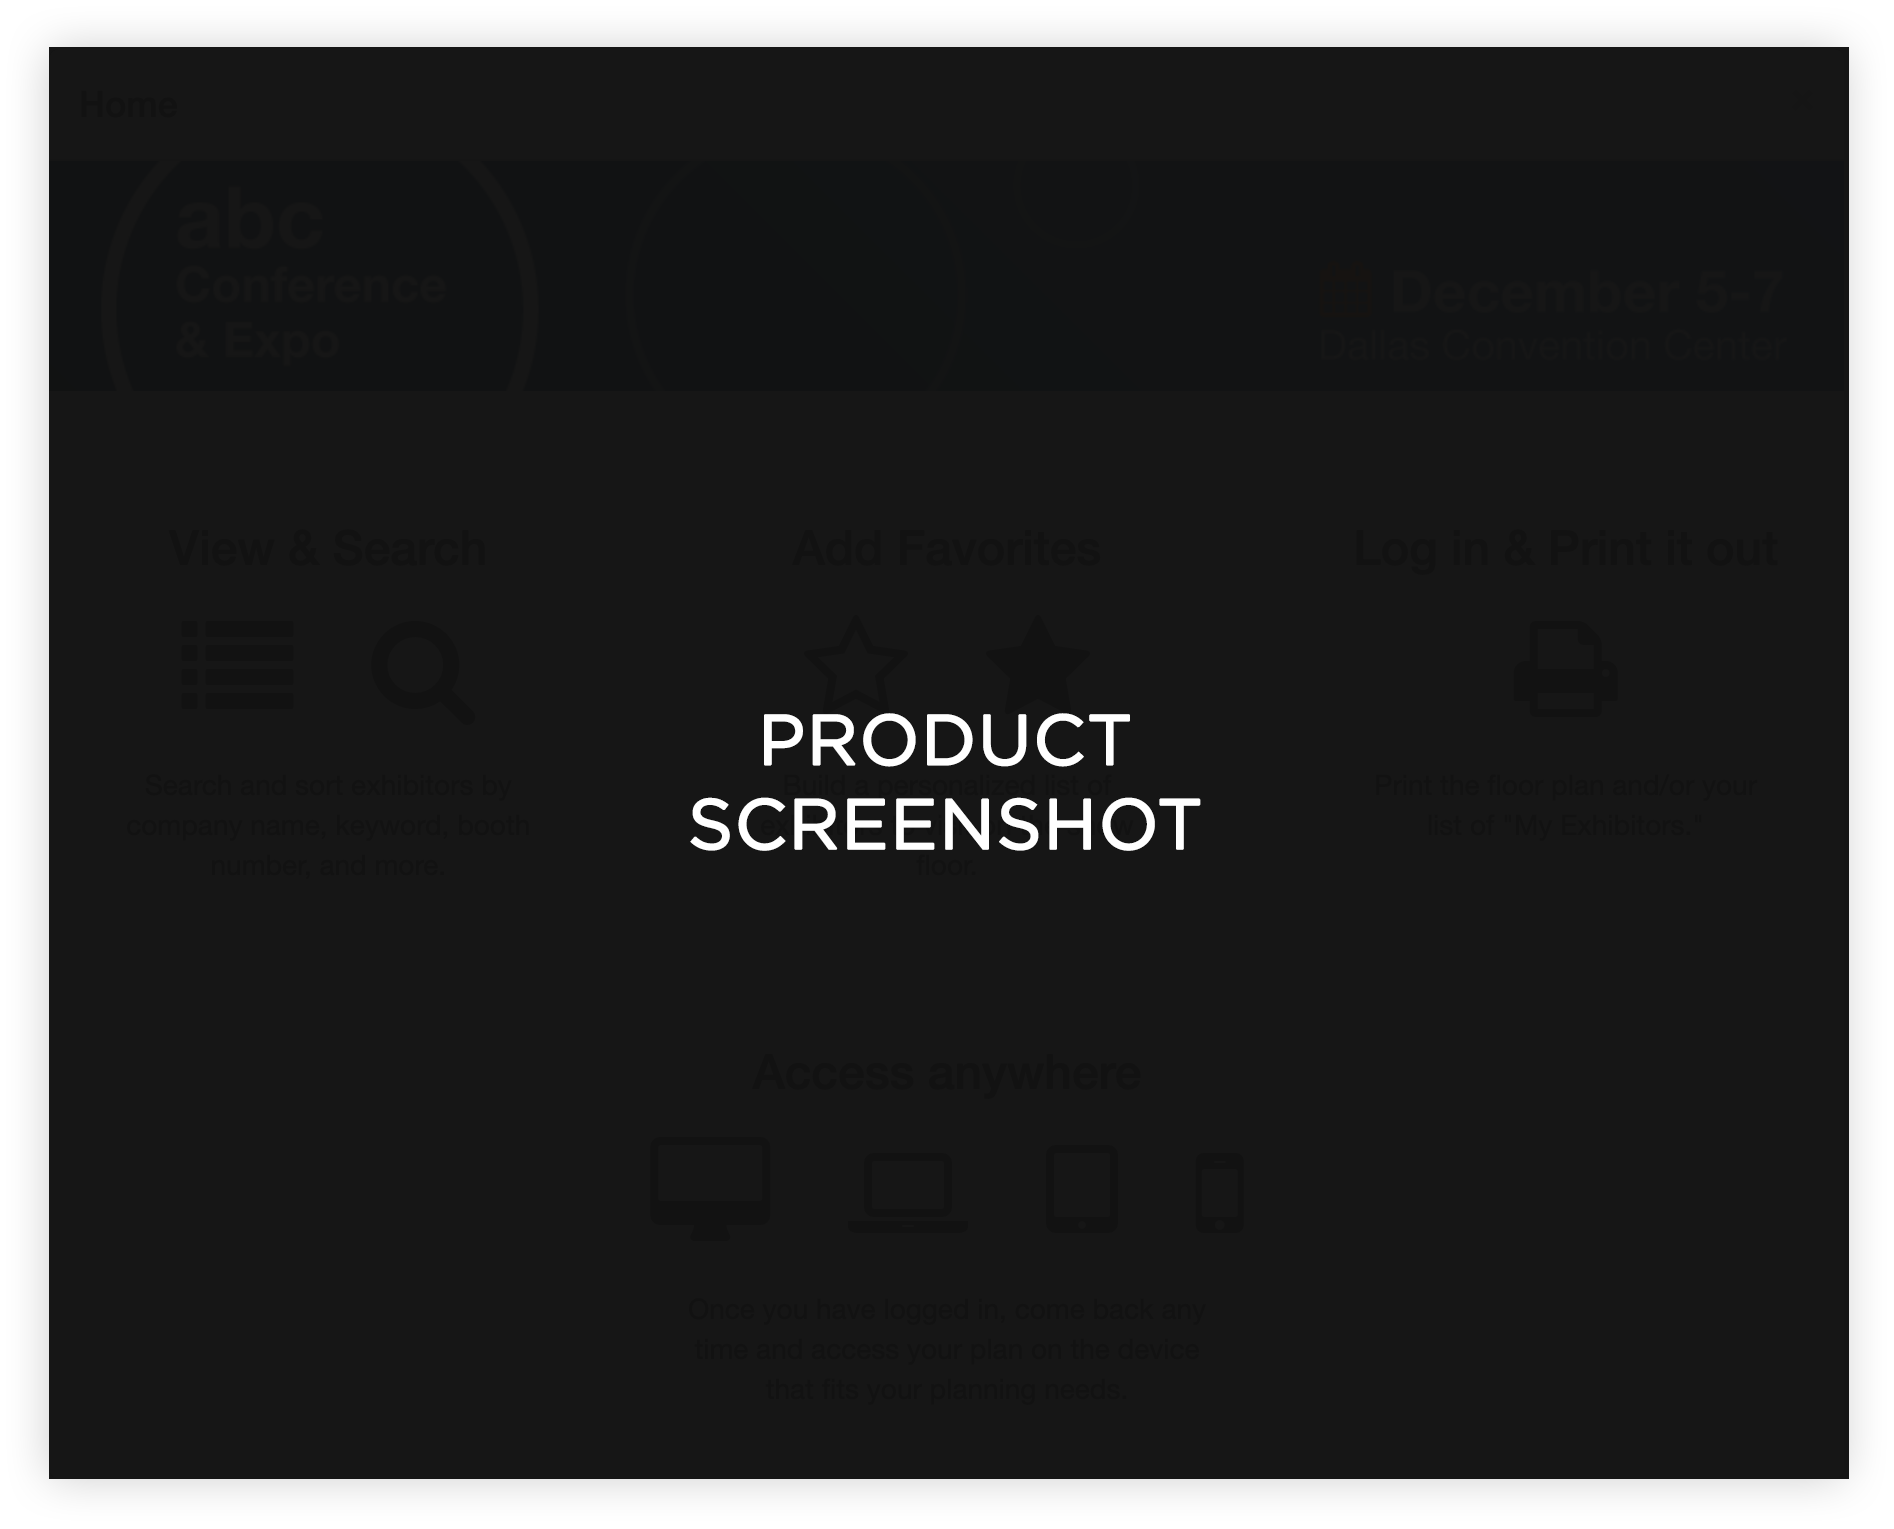 Home
abc
Conference
& Expo
December 5-7
Dallas Convention Center
View & Search
Add Favorites
Log in & Print it out
PRODUCT
SCREENSHOT
Search and sort exhibitors by
company name, keyword, booth
number, and more.
Build a personalized list of
floor.
Print the floor plan and/or your
list of "My Exhibitors."
Access anywhere
Once you have logged in, come back any
time and access your plan on the device
that fits your planning needs.